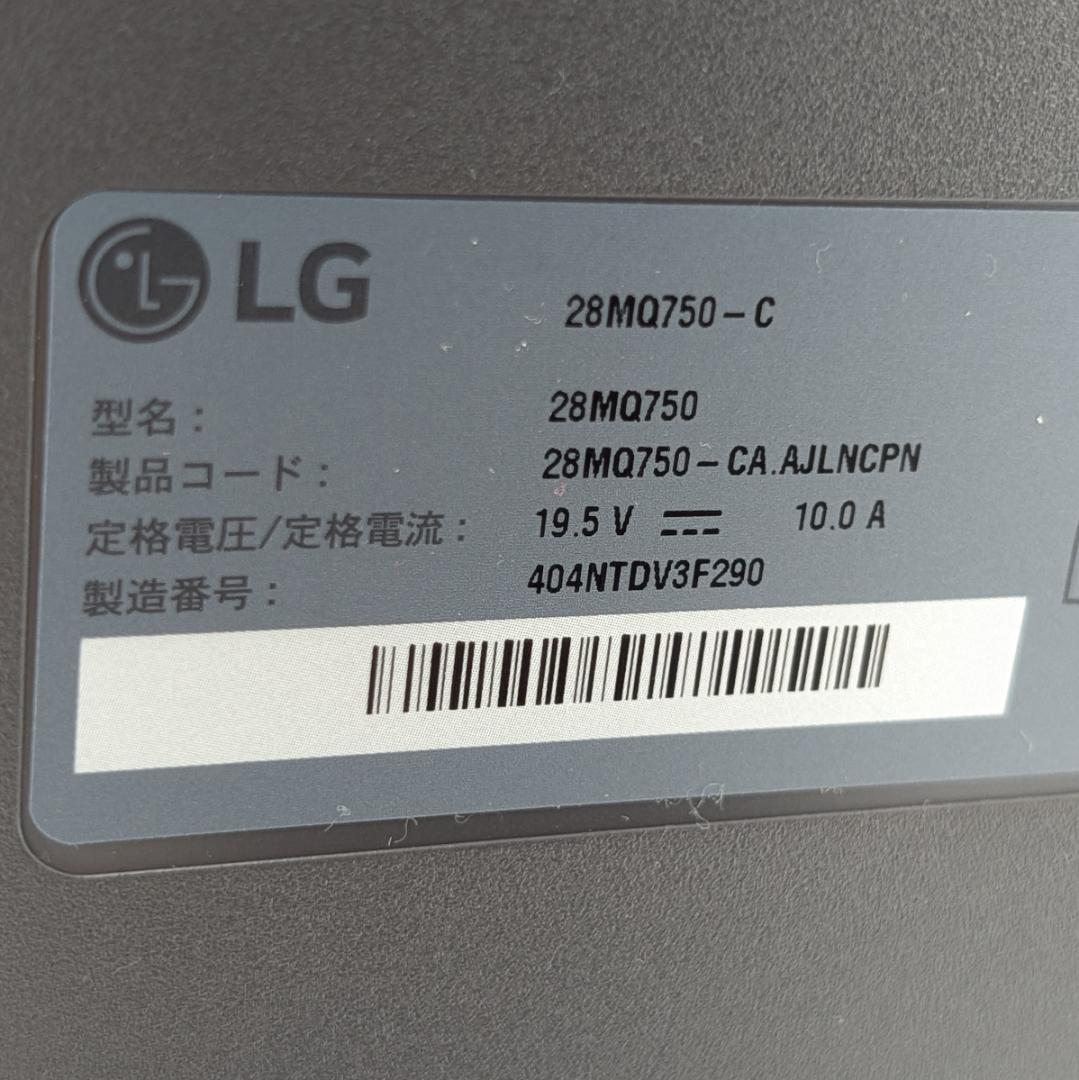 LG
28MQ750-C
型名: 28MQ750
製品コード: 28MQ750-CA.AJLNCPN
定格電圧/定格電流: 19.5 V ⎓ 10.0 A
製造番号: 404NTDV3F290